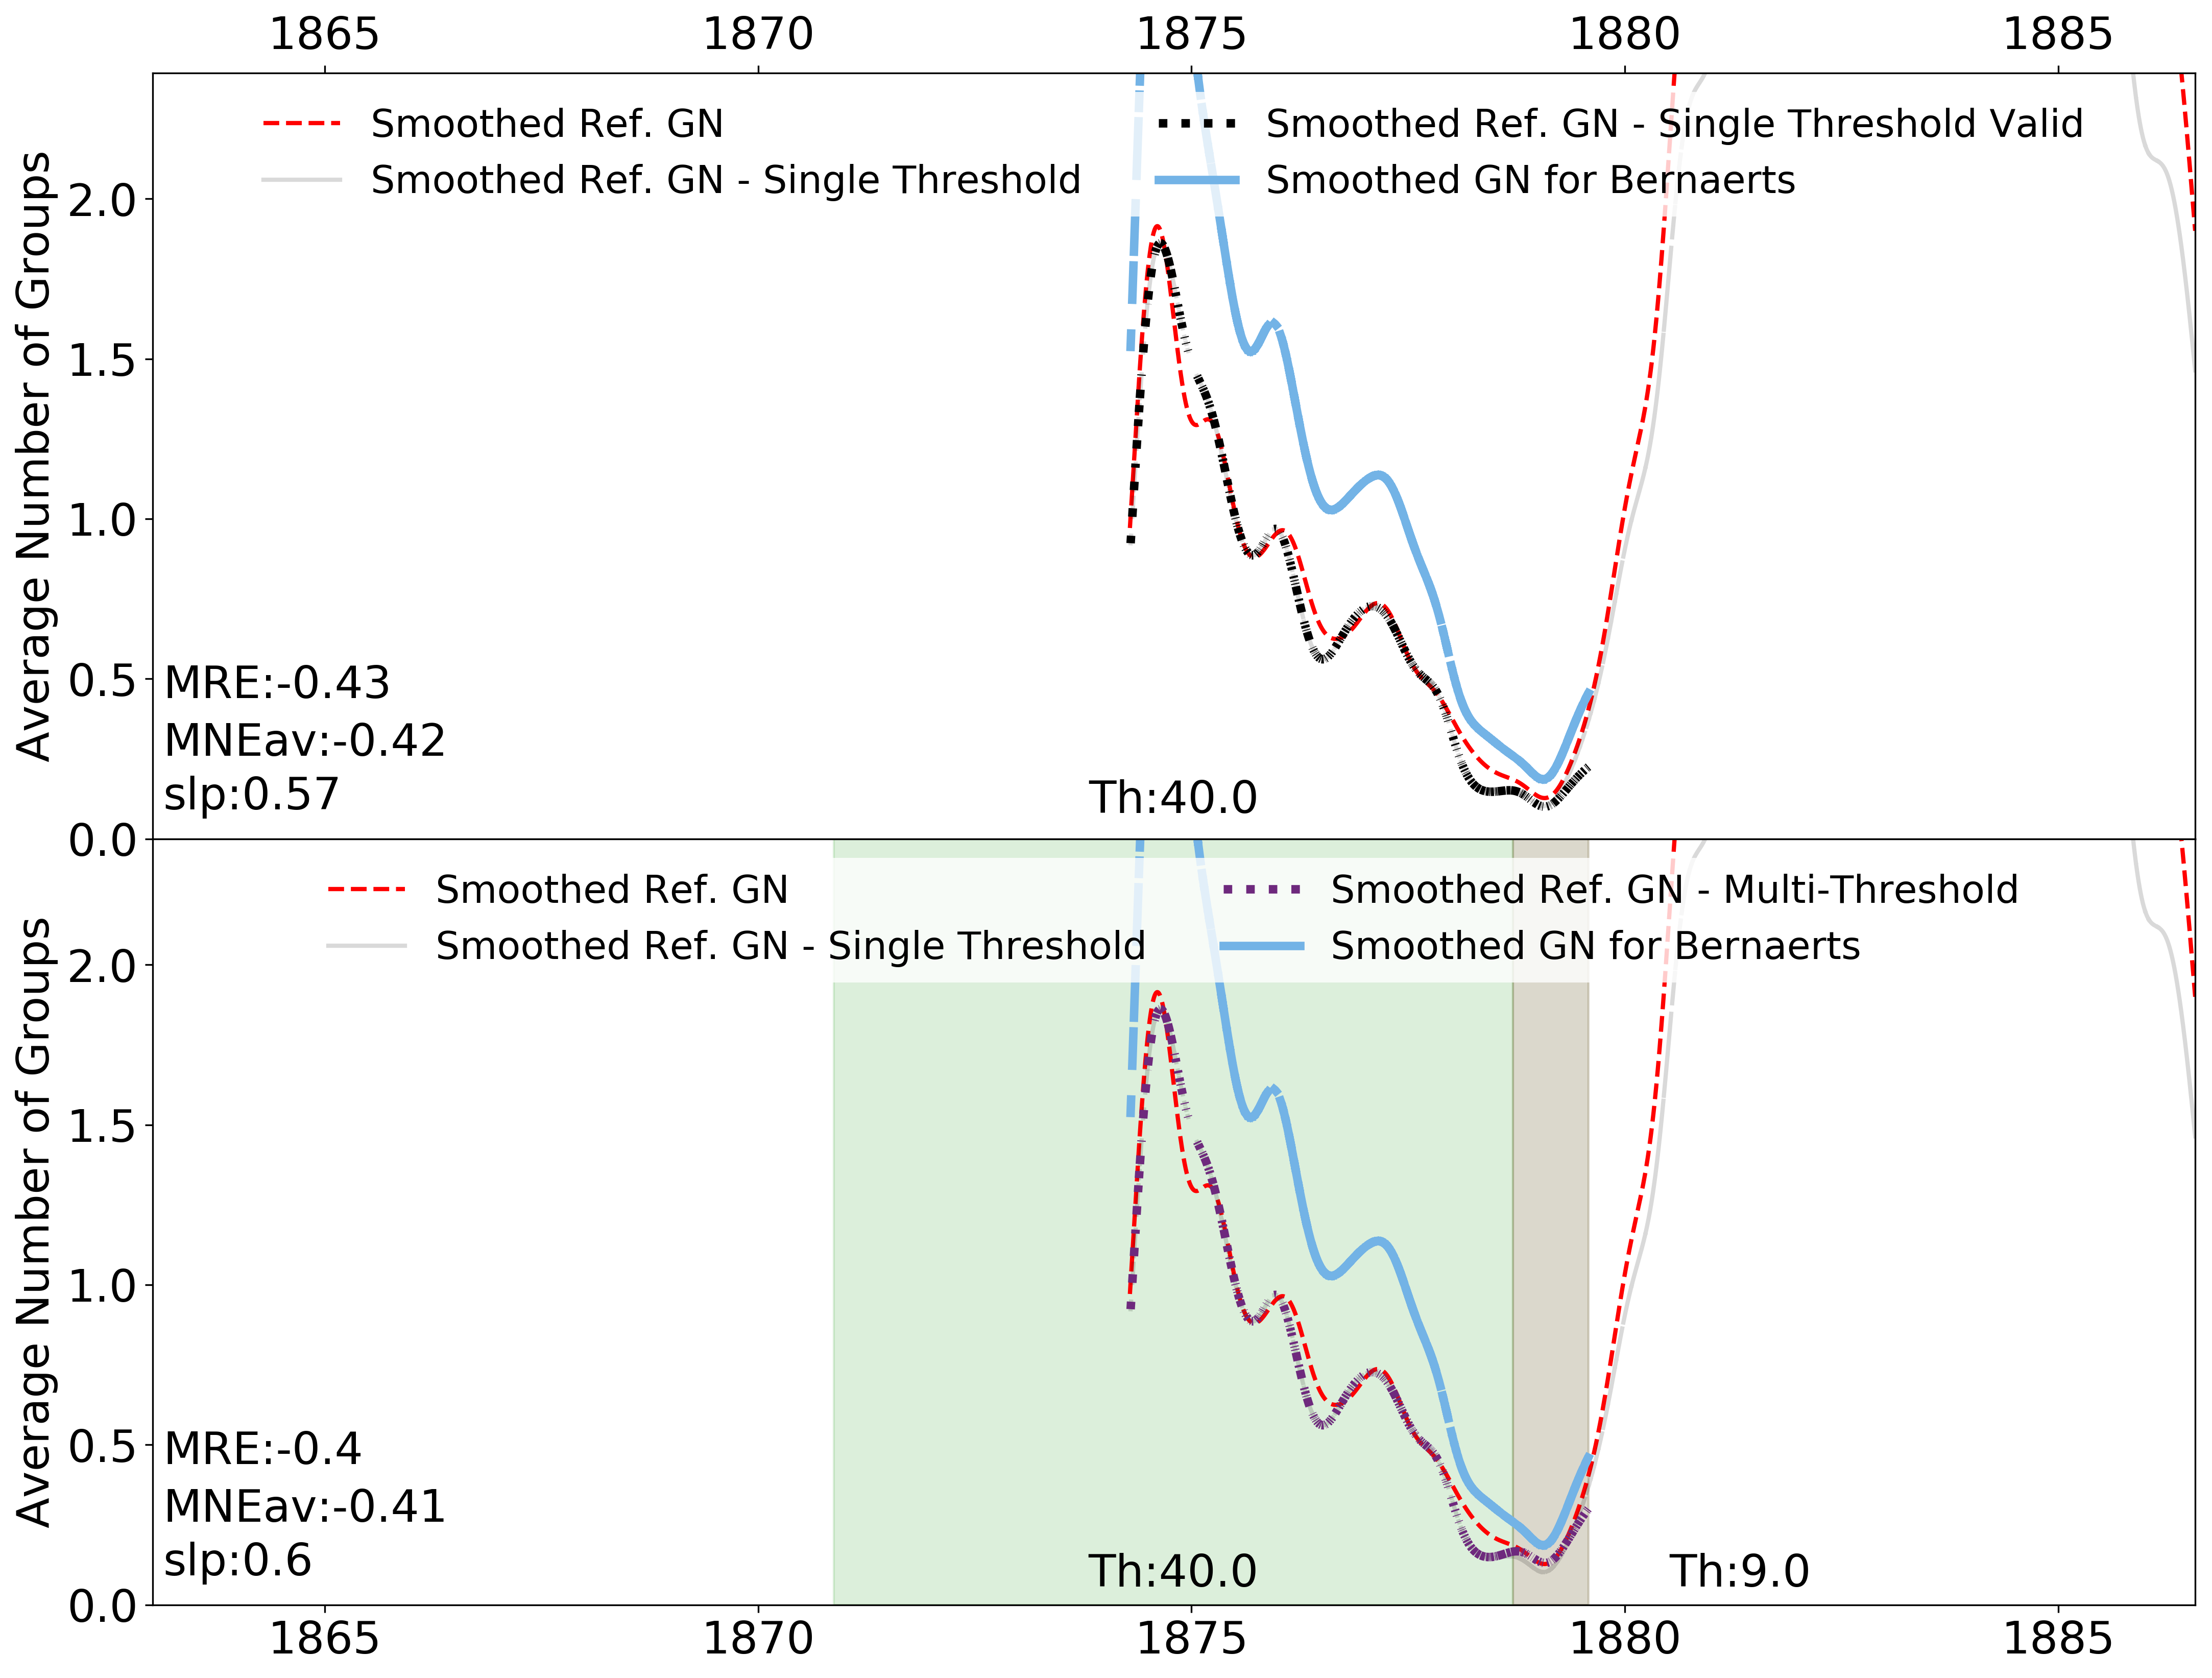 1865 1870 1875 1880 1885
Smoothed Ref. GN
Smoothed Ref. GN - Single Threshold
Smoothed Ref. GN - Single Threshold Valid
Smoothed GN for Bernaerts
Average Number of Groups
2.0
1.5
1.0
0.5
0.0
MRE:-0.43
MNEav:-0.42
slp:0.57
Th:40.0
Smoothed Ref. GN
Smoothed Ref. GN - Single Threshold
Smoothed Ref. GN - Multi-Threshold
Smoothed GN for Bernaerts
Average Number of Groups
2.0
1.5
1.0
0.5
0.0
MRE:-0.4
MNEav:-0.41
slp:0.6
Th:40.0
Th:9.0
1865 1870 1875 1880 1885